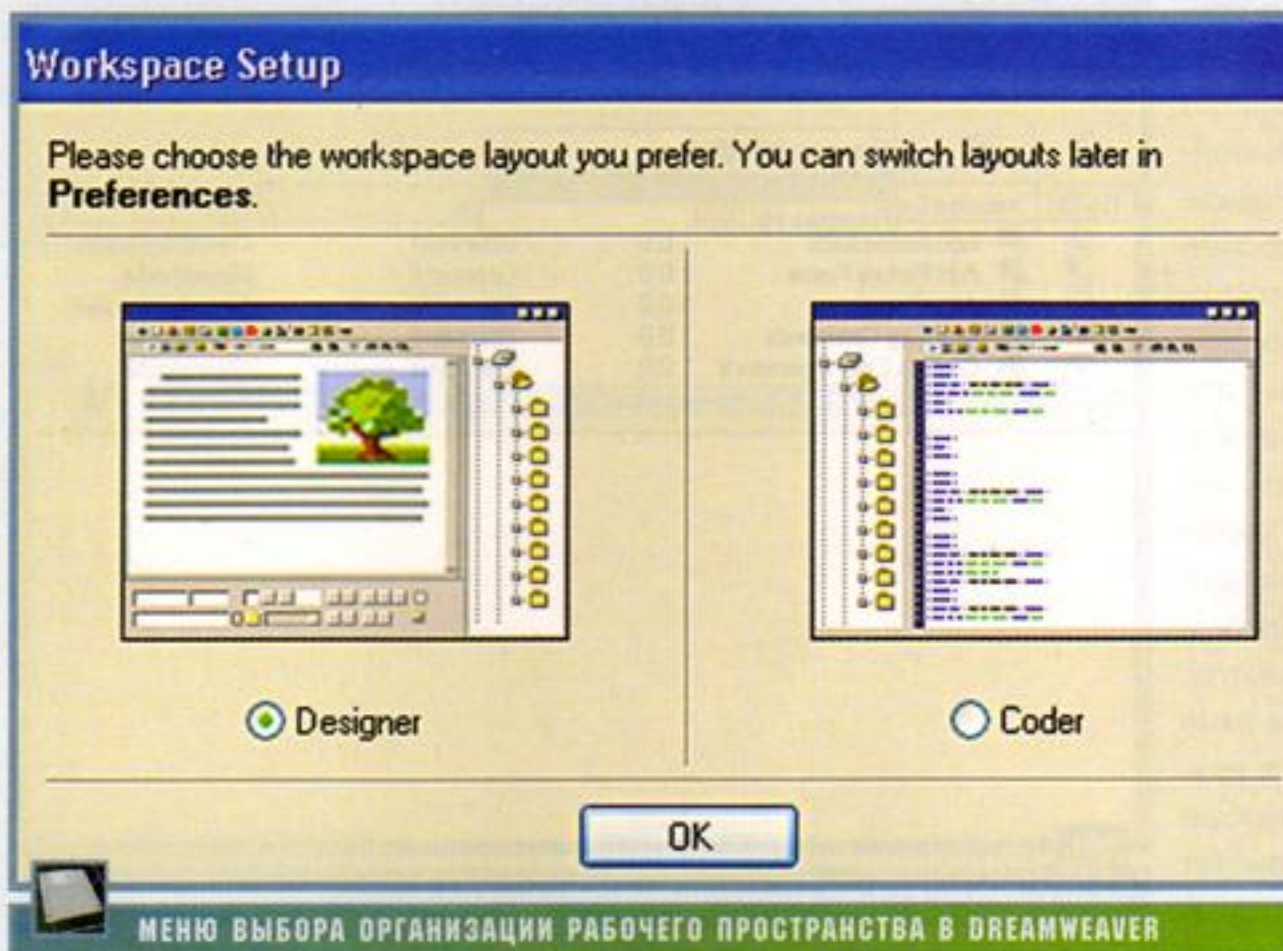 Workspace Setup
Please choose the workspace layout you prefer. You can switch layouts later in
Preferences.
Designer
Coder
OK
МЕНЮ ВЫБОРА ОРГАНИЗАЦИИ РАБОЧЕГО ПРОСТРАНСТВА В DREAMWEAVER